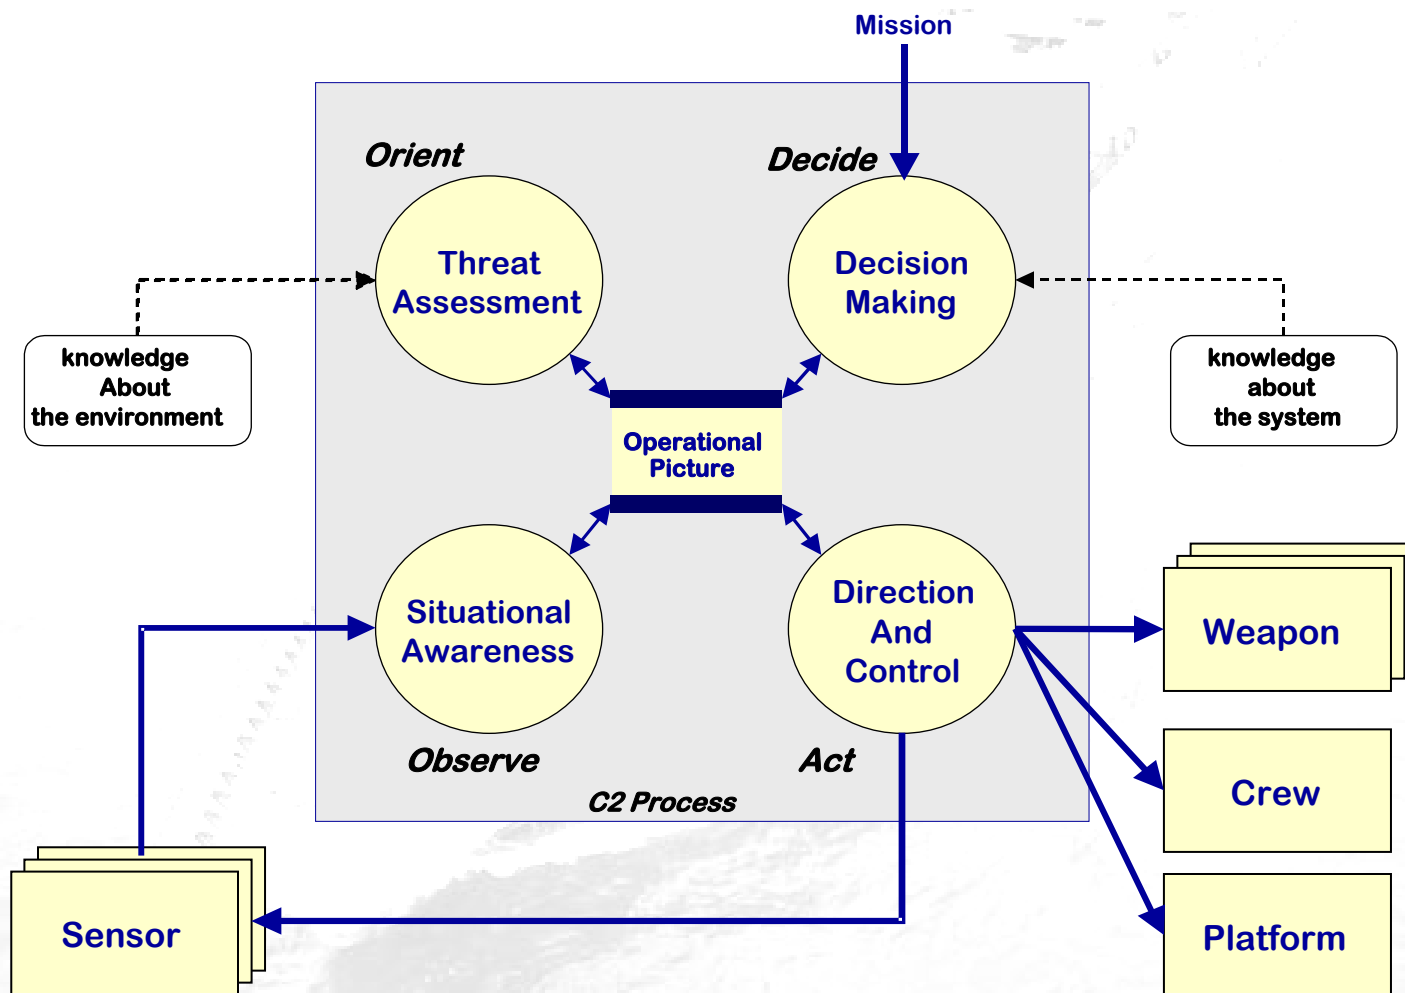 Mission
Orient
Decide
Threat
Assessment
Decision
Making
knowledge
About
the environment
knowledge
about
the system
Operational
Picture
Situational
Awareness
Direction
And
Control
Weapon
Observe
Act
C2 Process
Crew
Sensor
Platform